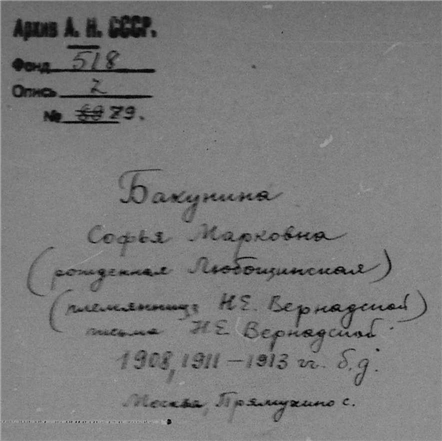 Архив А. Н. СССР.
Фонд 518
Опись 2
№ 79.
Бакунина
Софья Марковна
(рожденная Любощинская)
(племянница Н.Е. Вернадской)
письма Н.Е. Вернадской
1908, 1911 – 1913 гг. б.д.
Москва, Прямухино с.